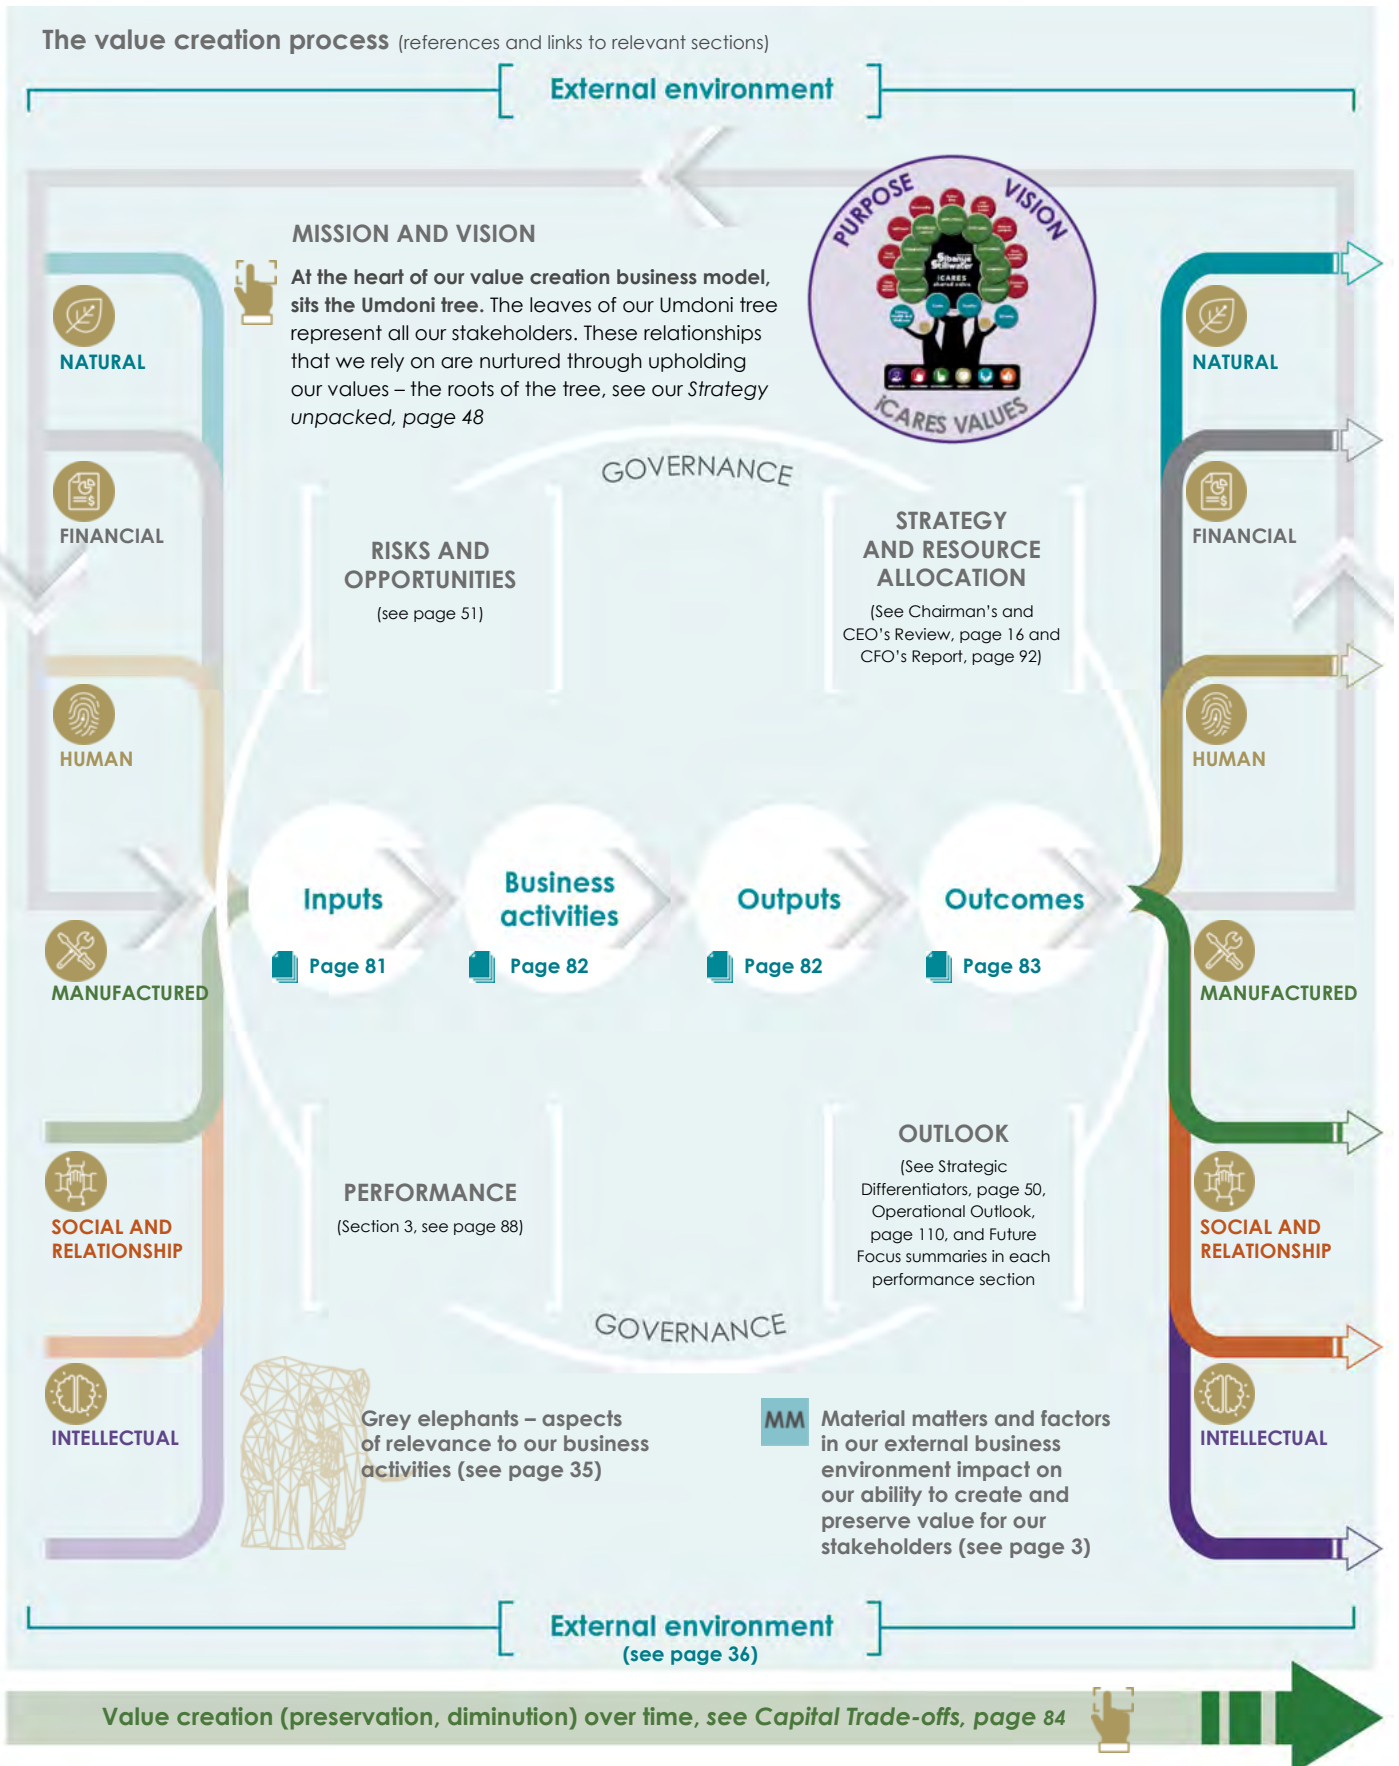 The value creation process (references and links to relevant sections)
External environment
MISSION AND VISION
At the heart of our value creation business model,
sits the Umdoni tree. The leaves of our Umdoni tree
represent all our stakeholders. These relationships
that we rely on are nurtured through upholding
our values – the roots of the tree, see our Strategy
unpacked, page 48
PURPOSE
VISION
Sibanye
Stillwater
iCARES
shared value
iCARES VALUES
NATURAL
FINANCIAL
HUMAN
MANUFACTURED
SOCIAL AND
RELATIONSHIP
INTELLECTUAL
GOVERNANCE
RISKS AND
OPPORTUNITIES
(see page 51)
STRATEGY
AND RESOURCE
ALLOCATION
(See Chairman's and
CEO's Review, page 16 and
CFO's Report, page 92)
Inputs
Page 81
Business
activities
Page 82
Outputs
Page 82
Outcomes
Page 83
PERFORMANCE
(Section 3, see page 88)
OUTLOOK
(See Strategic
Differentiators, page 50,
Operational Outlook,
page 110, and Future
Focus summaries in each
performance section
GOVERNANCE
NATURAL
FINANCIAL
HUMAN
MANUFACTURED
SOCIAL AND
RELATIONSHIP
INTELLECTUAL
Grey elephants – aspects
of relevance to our business
activities (see page 35)
MM
Material matters and factors
in our external business
environment impact on
our ability to create and
preserve value for our
stakeholders (see page 3)
External environment
(see page 36)
Value creation (preservation, diminution) over time, see Capital Trade-offs, page 84